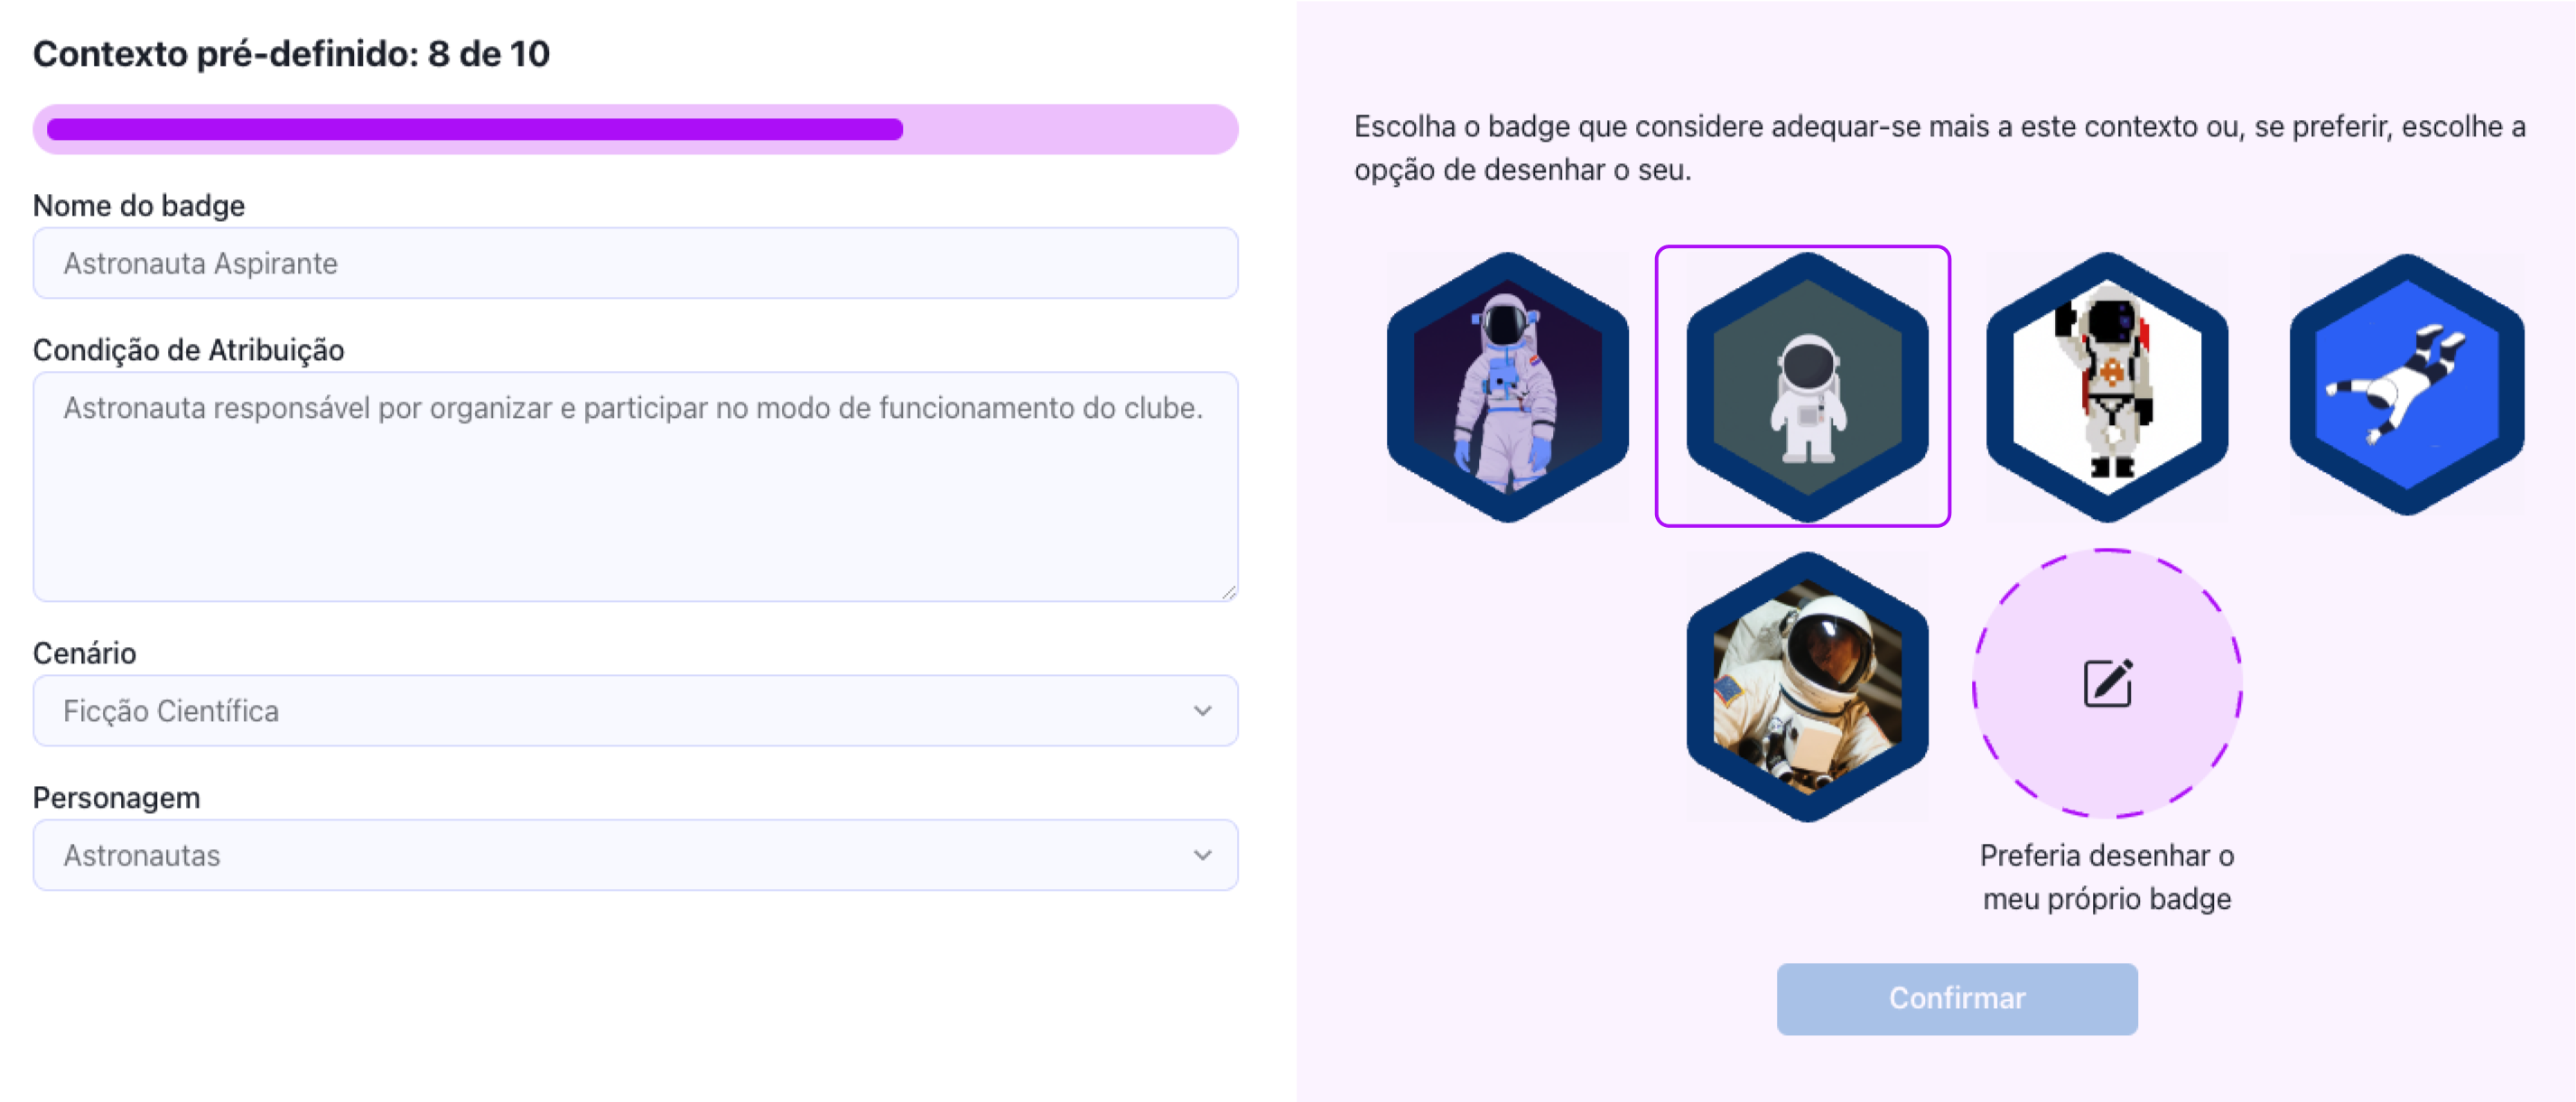 Contexto pré-definido: 8 de 10
Nome do badge
Astronauta Aspirante
Condição de Atribuição
Astronauta responsável por organizar e participar no modo de funcionamento do clube.
Cenário
Ficção Científica
Personagem
Astronautas
Escolha o badge que considere adequar-se mais a este contexto ou, se preferir, escolhe a
opção de desenhar o seu.
Preferia desenhar o
meu próprio badge
Confirmar